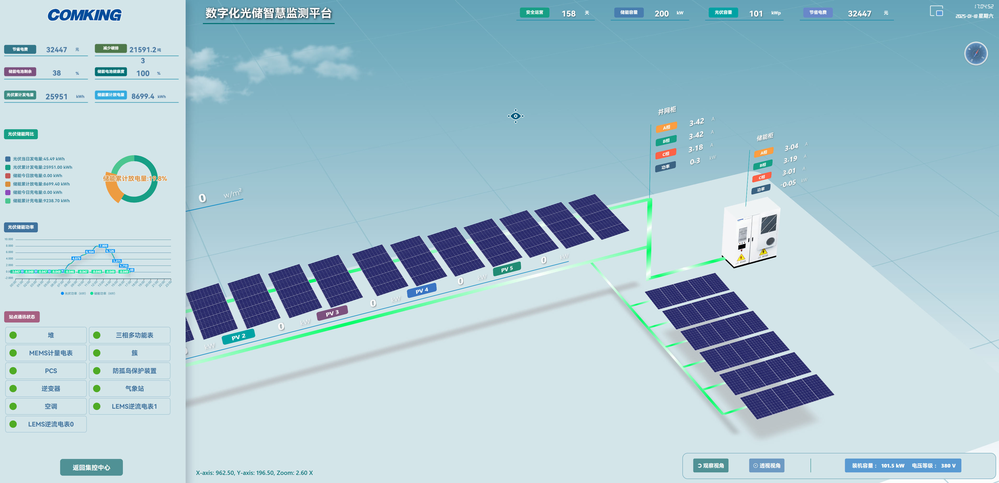 COMKING
数字化光储智慧监测平台
安全运营 158 天
储能容量 200 kW
光伏容量 101 kWp
节省电费 32447 元
17:04:52
2025-01-18 星期六
节省电费 32447 元
减少碳排 21591.2 吨
3
储能电池剩余 38 %
储能电池健康度 100 %
光伏累计发电量 25951 kWh
储能累计放电量 8699.4 kWh
光伏储能同比
光伏当日发电量:45.49 kWh
光伏累计发电量:25951.00 kWh
储能今日放电量:0.00 kWh
储能累计放电量:8699.40 kWh
储能今日充电量:0.00 kWh
储能累计充电量:9238.70 kWh
储能累计放电量:19.8%
光伏储能功率
10.000
8.000
6.000
4.000
2.000
-2.000
7.909
6.104
6.326
4.079
3.275
1.719
-0.048 -0.047 -0.048 -0.046 -0.047 -0.048 -0.049 -0.049
00:00 01:00 02:00 03:00 04:00 05:00 06:00 07:00 08:00 09:00 10:00 11:00 12:00 13:00 14:00 15:00 16:00 17:00 18:00 19:00 20:00 21:00 22:00 23:00
光伏功率（kW） 储能功率（kW）
站点通讯状态
堆
三相多功能表
MEMS计量电表
簇
PCS
防孤岛保护装置
逆变器
气象站
空调
LEMS逆流电表1
LEMS逆流电表0
返回集控中心
0 w/m²
并网柜
A相 3.42 A
B相 3.42 A
C相 3.18 A
功率 0.3 kW
储能柜
A相 3.04 A
B相 3.19 A
C相 3.01 A
功率 -0.05 kW
COMKING
kW
PV 2 0 kW
PV 3 0 kW
PV 4 0 kW
PV 5 0 kW
N
E
S
W
X-axis: 962.50, Y-axis: 196.50, Zoom: 2.60 X
观察视角
透视视角
装机容量： 101.5 kW 电压等级： 380 V